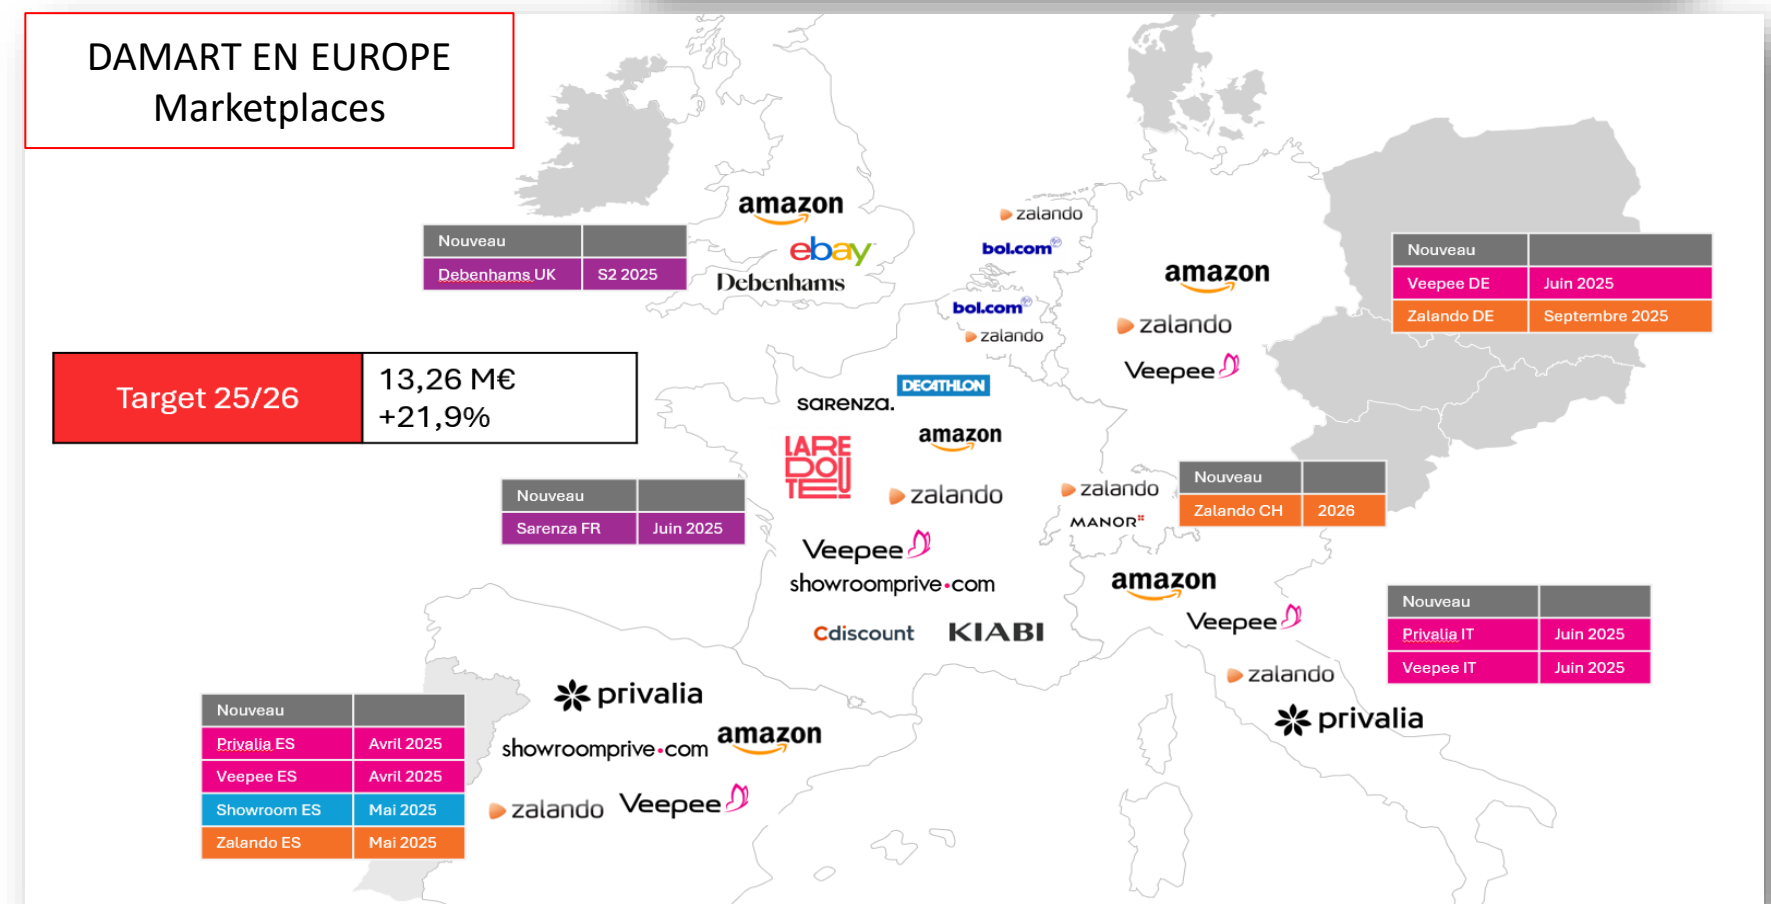 DAMART EN EUROPE
Marketplaces
amazon
ebay
Debenhams
Nouveau
Debenhams UK S2 2025
zalando
bol.com
bol.com
zalando
amazon
zalando
Veepee
Nouveau
Veepee DE Juin 2025
Zalando DE Septembre 2025
Target 25/26
13,26 M€
+21,9%
DECATHLON
sarenza.
amazon
LA RE
DOU
TE
zalando
Veepee
showroomprive.com
Cdiscount
KIABI
Nouveau
Sarenza FR Juin 2025
zalando
MANOR
Nouveau
Zalando CH 2026
amazon
Veepee
zalando
privalia
Nouveau
Privalia IT Juin 2025
Veepee IT Juin 2025
Nouveau
Privalia ES Avril 2025
Veepee ES Avril 2025
Showroom ES Mai 2025
Zalando ES Mai 2025
privalia
showroomprive.com
amazon
zalando
Veepee